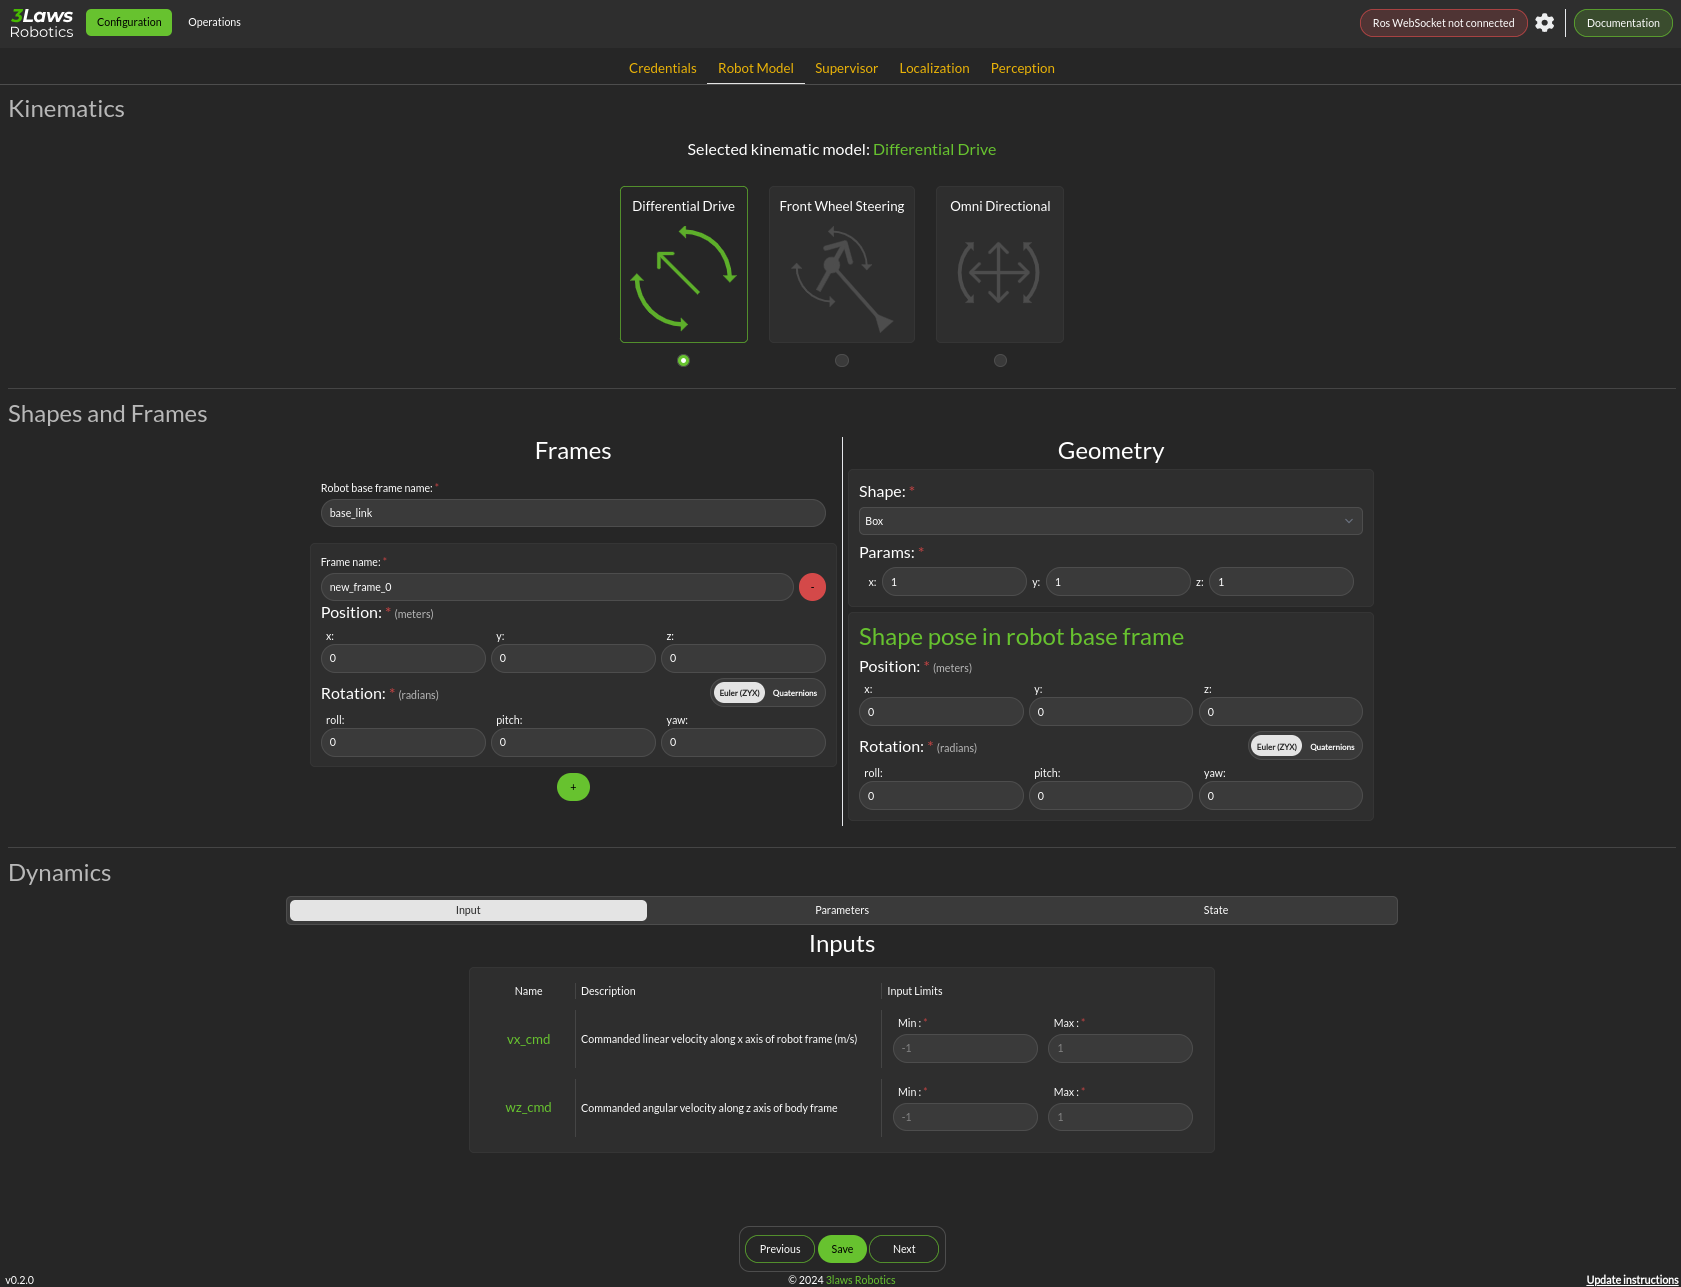 3Laws
Robotics
Configuration
Operations
Ros WebSocket not connected
Documentation
Credentials
Robot Model
Supervisor
Localization
Perception
Kinematics
Selected kinematic model: Differential Drive
Differential Drive
Front Wheel Steering
Omni Directional
Shapes and Frames
Frames
Robot base frame name: *
base_link
Frame name: *
new_frame_0
-
Position: * (meters)
x: y: z:
0 0 0
Rotation: * (radians)
Euler (ZYX) Quaternions
roll: pitch: yaw:
0 0 0
+
Geometry
Shape: *
Box
Params: *
x: 1 y: 1 z: 1
Shape pose in robot base frame
Position: * (meters)
x: y: z:
0 0 0
Rotation: * (radians)
Euler (ZYX) Quaternions
roll: pitch: yaw:
0 0 0
Dynamics
Input Parameters State
Inputs
Name Description Input Limits
Min : * Max : *
vx_cmd Commanded linear velocity along x axis of robot frame (m/s) -1 1
Min : * Max : *
wz_cmd Commanded angular velocity along z axis of body frame -1 1
Previous Save Next
v0.2.0
© 2024 3laws Robotics
Update instructions